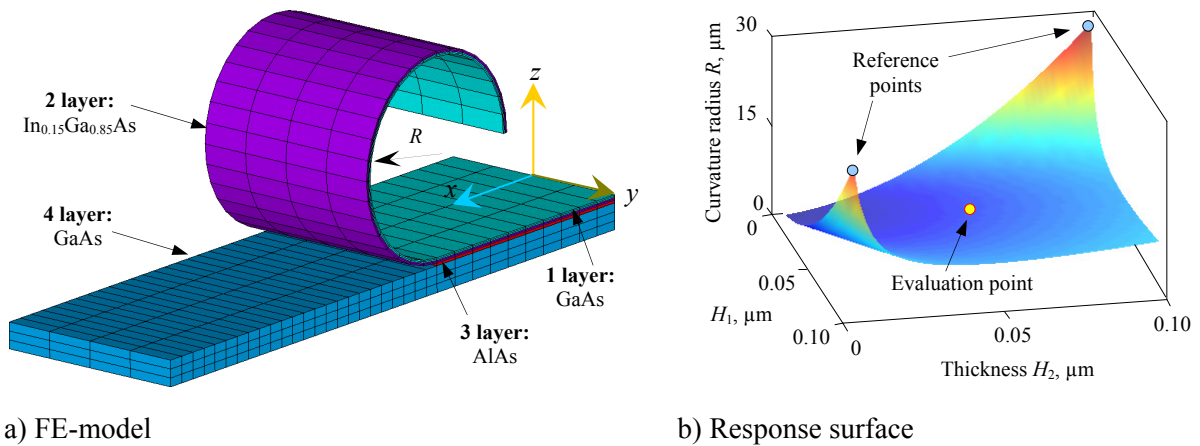 2 layer:
In0.15Ga0.85As
4 layer:
GaAs
R
z
x
y
1 layer:
GaAs
3 layer:
AlAs
a) FE-model
Curvature radius R, µm
30
15
0
Reference
points
Evaluation point
0
0.05
0.10
H1, µm
0
0.05
0.10
Thickness H2, µm
b) Response surface